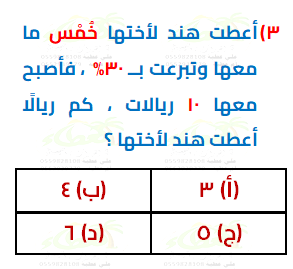 ٣) أعطت هند لأختها خُمْس ما
معها وتبرعت بــ ٣٠% ، فأصبح
معها ١٠ ريالات ، كم ريالًا
أعطت هند لأختها ؟
(أ) ٣ (ب) ٤
(ج) ٥ (د) ٦